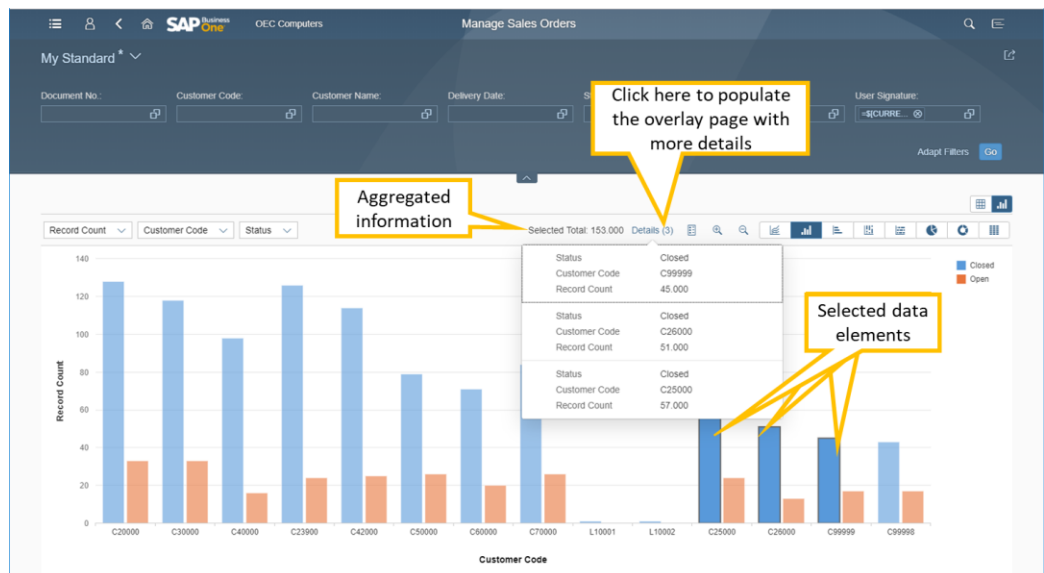 SAP Business One
OEC Computers
Manage Sales Orders
My Standard *
Document No.:
Customer Code:
Customer Name:
Delivery Date:
User Signature:
=$[CURRE...
Adapt Filters
Go
Click here to populate
the overlay page with
more details
Aggregated
information
Record Count
Customer Code
Status
Selected Total: 153.000
Details (3)
Status Closed
Customer Code C99999
Record Count 45.000
Status Closed
Customer Code C26000
Record Count 51.000
Status Closed
Customer Code C25000
Record Count 57.000
Selected data
elements
Closed
Open
Record Count
140
120
100
80
60
40
20
0
C20000
C30000
C40000
C23900
C42000
C50000
C60000
C70000
L10001
L10002
C25000
C26000
C99999
C99998
Customer Code